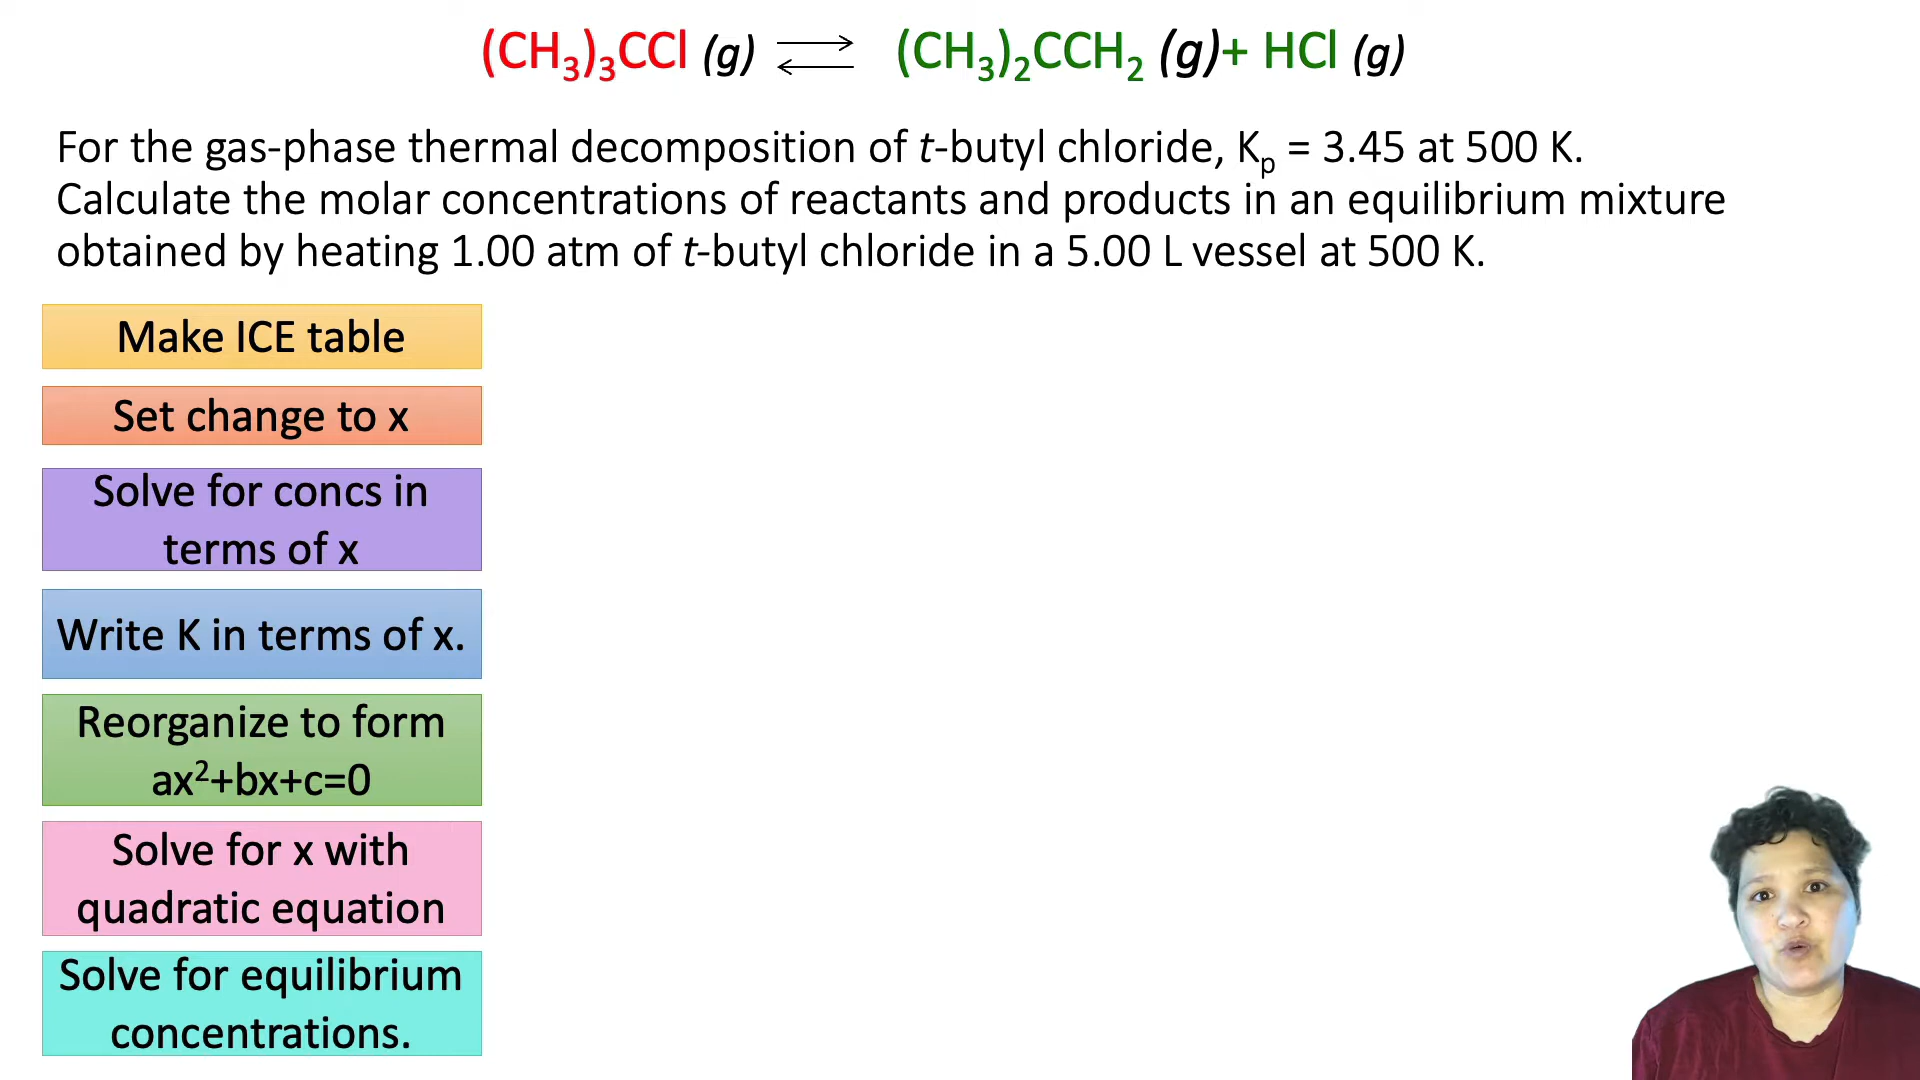 (CH₃)₃CCl (g) ⇌ (CH₃)₂CCH₂ (g)+ HCl (g)
For the gas-phase thermal decomposition of t-butyl chloride, Kₚ = 3.45 at 500 K.
Calculate the molar concentrations of reactants and products in an equilibrium mixture
obtained by heating 1.00 atm of t-butyl chloride in a 5.00 L vessel at 500 K.
Make ICE table
Set change to x
Solve for concs in
terms of x
Write K in terms of x.
Reorganize to form
ax²+bx+c=0
Solve for x with
quadratic equation
Solve for equilibrium
concentrations.